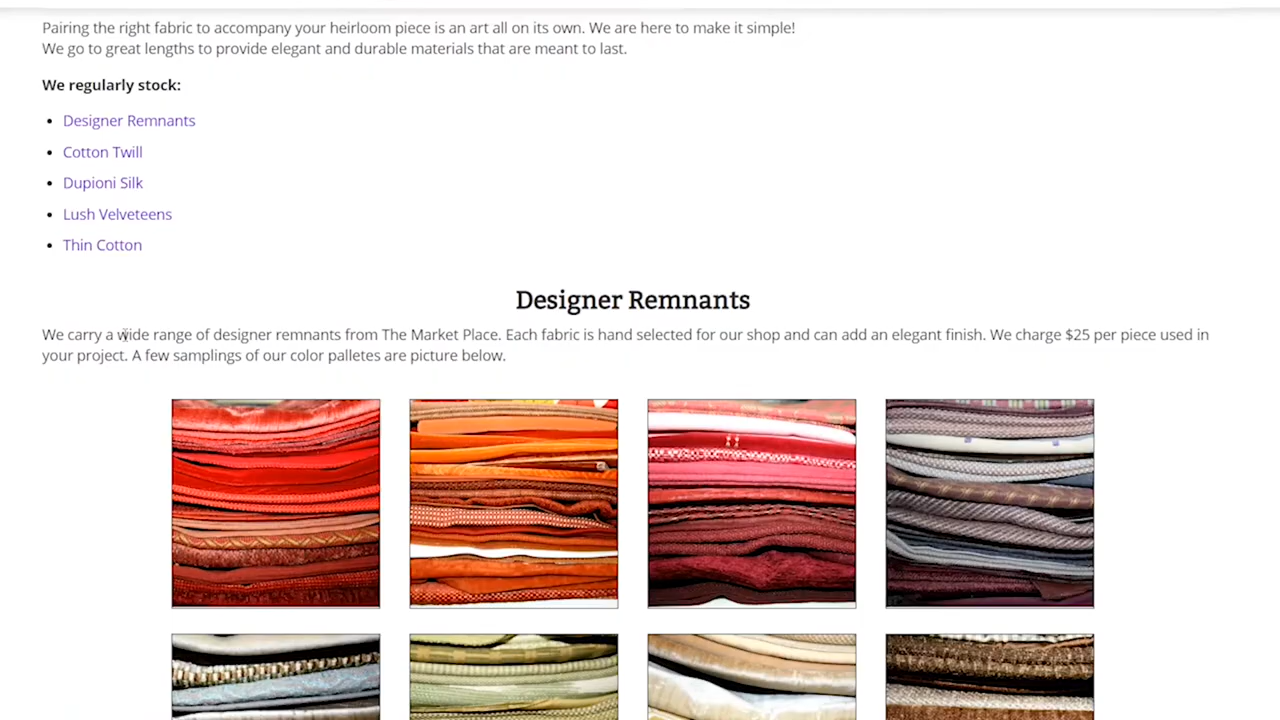 Pairing the right fabric to accompany your heirloom piece is an art all on its own. We are here to make it simple!
We go to great lengths to provide elegant and durable materials that are meant to last.
We regularly stock:
Designer Remnants
Cotton Twill
Dupioni Silk
Lush Velveteens
Thin Cotton
Designer Remnants
We carry a wide range of designer remnants from The Market Place. Each fabric is hand selected for our shop and can add an elegant finish. We charge $25 per piece used in
your project. A few samplings of our color palletes are picture below.